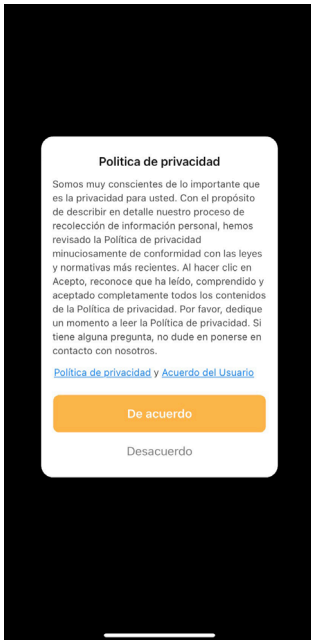 Politica de privacidad
Somos muy conscientes de lo importante que
es la privacidad para usted. Con el propósito
de describir en detalle nuestro proceso de
recolección de información personal, hemos
revisado la Política de privacidad
minuciosamente de conformidad con las leyes
y normativas más recientes. Al hacer clic en
Acepto, reconoce que ha leído, comprendido y
aceptado completamente todos los contenidos
de la Política de privacidad. Por favor, dedique
un momento a leer la Política de privacidad. Si
tiene alguna pregunta, no dude en ponerse en
contacto con nosotros.
Política de privacidad y Acuerdo del Usuario
De acuerdo
Desacuerdo